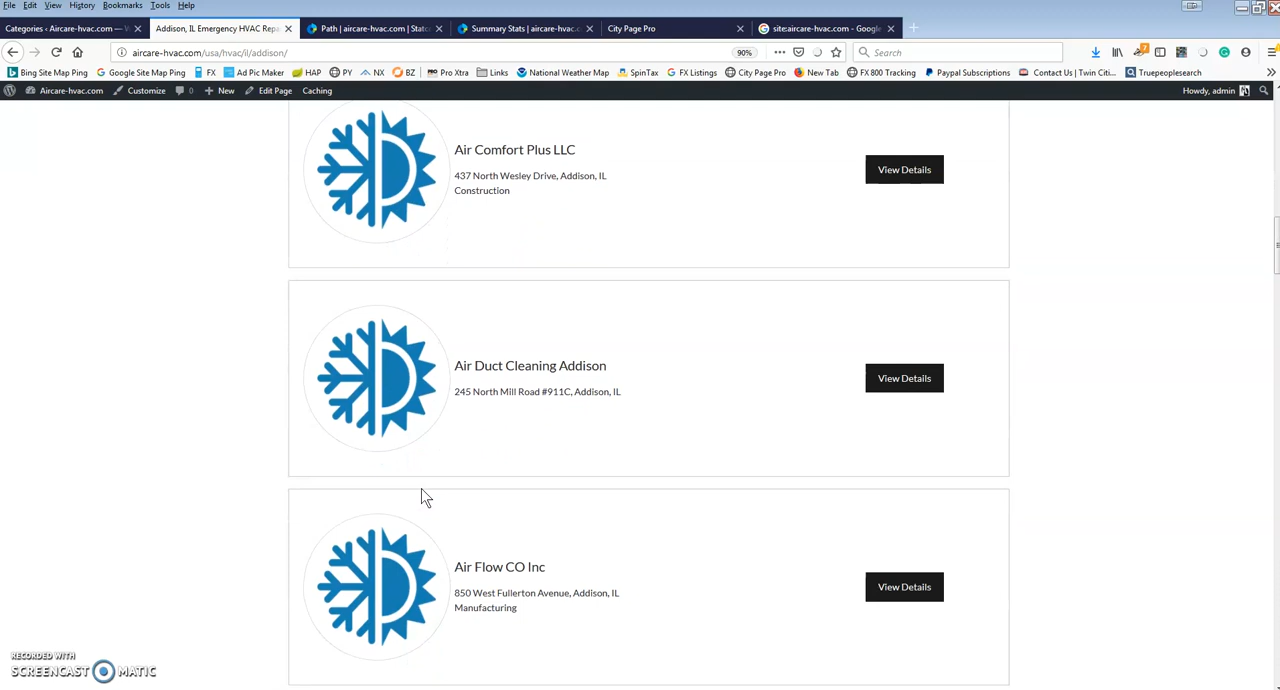 File Edit View History Bookmarks Tools Help
Categories ‹ Aircare-hvac.com — W Addison, IL Emergency HVAC Repa Path | aircare-hvac.com | Statco Summary Stats | aircare-hvac.c City Page Pro site:aircare-hvac.com - Google
aircare-hvac.com/usa/hvac/il/addison/ 90% Search
Bing Site Map Ping Google Site Map Ping FX Ad Pic Maker HAP PY NX BZ Pro Xtra Links National Weather Map SpinTax FX Listings City Page Pro New Tab FX 800 Tracking Paypal Subscriptions Contact Us | Twin Citi... Truepeoplesearch
Aircare-hvac.com Customize 0 New Edit Page Caching Howdy, admin
Air Comfort Plus LLC
437 North Wesley Drive, Addison, IL
Construction
View Details
Air Duct Cleaning Addison
245 North Mill Road #911C, Addison, IL
View Details
Air Flow CO Inc
850 West Fullerton Avenue, Addison, IL
Manufacturing
View Details
RECORDED WITH
SCREENCAST MATIC